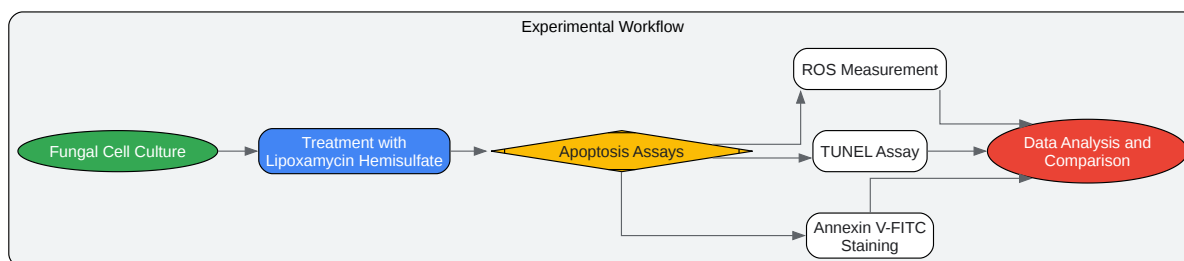 Experimental Workflow
Fungal Cell Culture
Treatment with
Lipoxamycin Hemisulfate
Apoptosis Assays
ROS Measurement
TUNEL Assay
Annexin V-FITC
Staining
Data Analysis and
Comparison